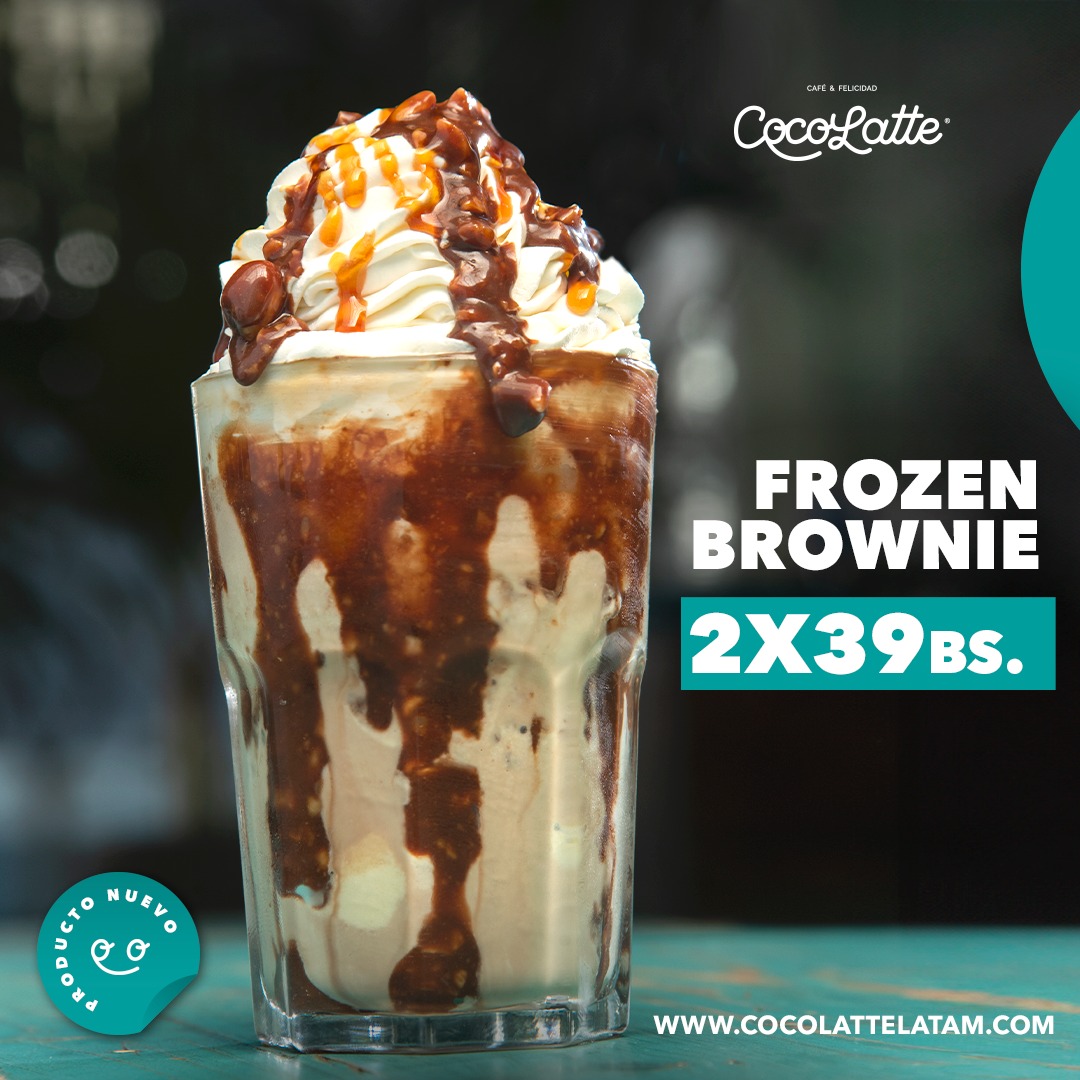 CAFÉ & FELICIDAD
CocoLatte®
FROZEN
BROWNIE
2X39BS.
PRODUCTO NUEVO
WWW.COCOLATTELATAM.COM